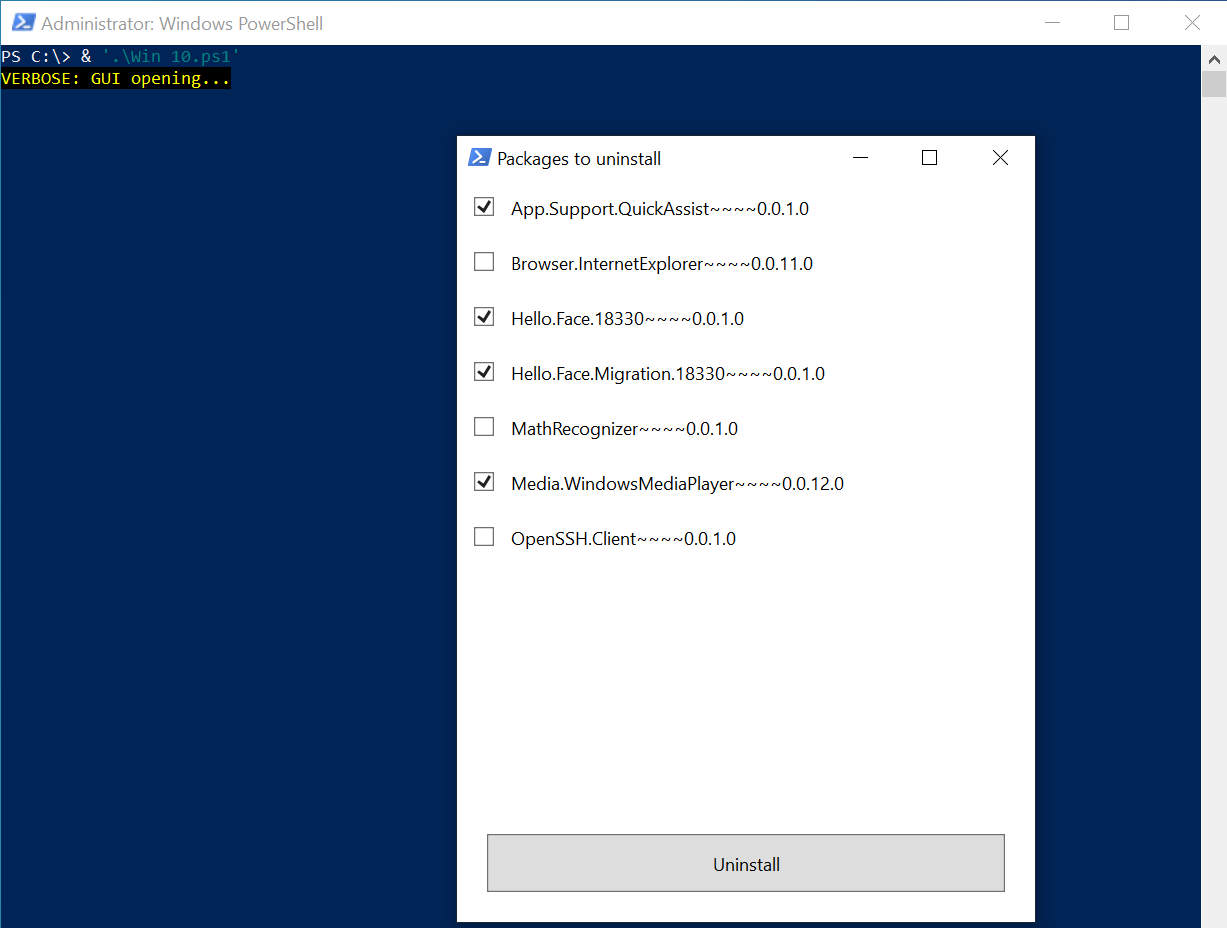 Administrator: Windows PowerShell
PS C:\> & '.\Win 10.ps1'
VERBOSE: GUI opening...
Packages to uninstall
App.Support.QuickAssist~~~~0.0.1.0
Browser.InternetExplorer~~~~0.0.11.0
Hello.Face.18330~~~~0.0.1.0
Hello.Face.Migration.18330~~~~0.0.1.0
MathRecognizer~~~~0.0.1.0
Media.WindowsMediaPlayer~~~~0.0.12.0
OpenSSH.Client~~~~0.0.1.0
Uninstall